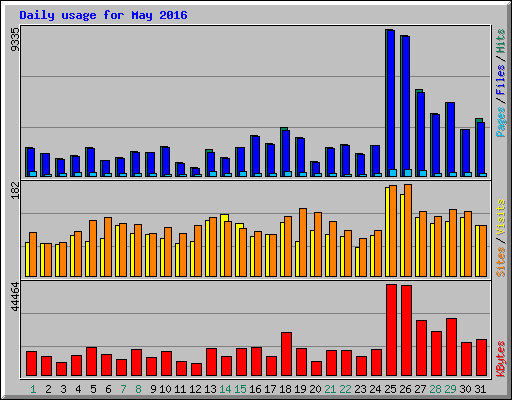 Daily usage for May 2016
9335
Pages / Files / Hits
182
Sites / Visits
44464
KBytes
1 2 3 4 5 6 7 8 9 10 11 12 13 14 15 16 17 18 19 20 21 22 23 24 25 26 27 28 29 30 31